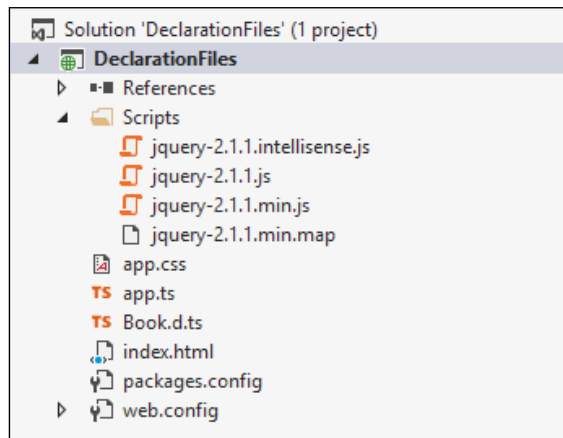 Solution 'DeclarationFiles' (1 project)
DeclarationFiles
References
Scripts
jquery-2.1.1.intellisense.js
jquery-2.1.1.js
jquery-2.1.1.min.js
jquery-2.1.1.min.map
app.css
TS app.ts
TS Book.d.ts
index.html
packages.config
web.config